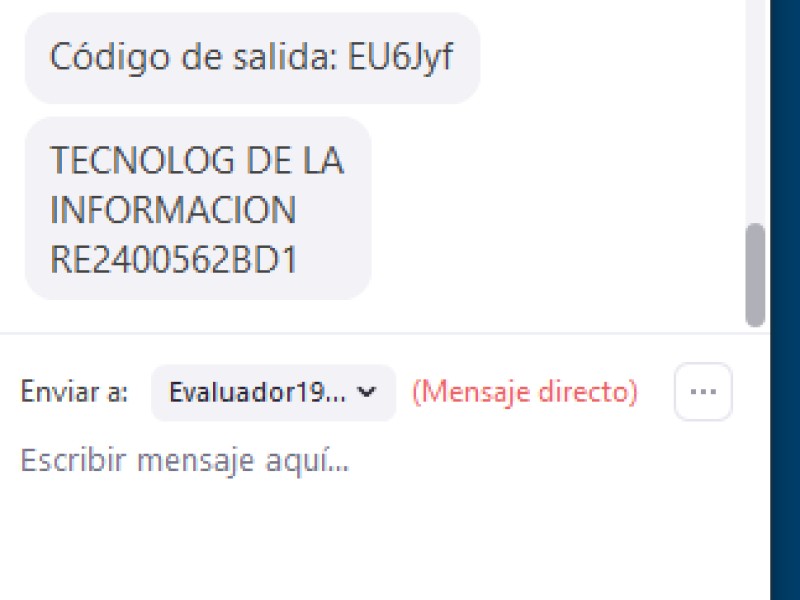 Código de salida: EU6Jyf
TECNOLOG DE LA
INFORMACION
RE2400562BD1
Enviar a: Evaluador19... (Mensaje directo) ...
Escribir mensaje aquí...